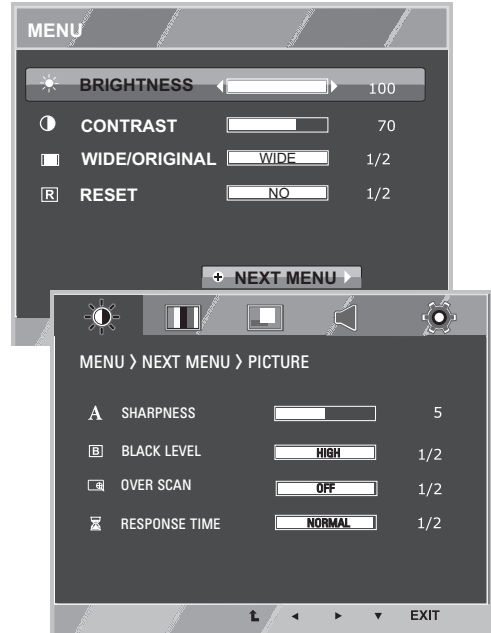 MENU
BRIGHTNESS 100
CONTRAST 70
WIDE/ORIGINAL WIDE 1/2
R RESET NO 1/2
NEXT MENU
MENU > NEXT MENU > PICTURE
A SHARPNESS 5
B BLACK LEVEL HIGH 1/2
OVER SCAN OFF 1/2
RESPONSE TIME NORMAL 1/2
EXIT